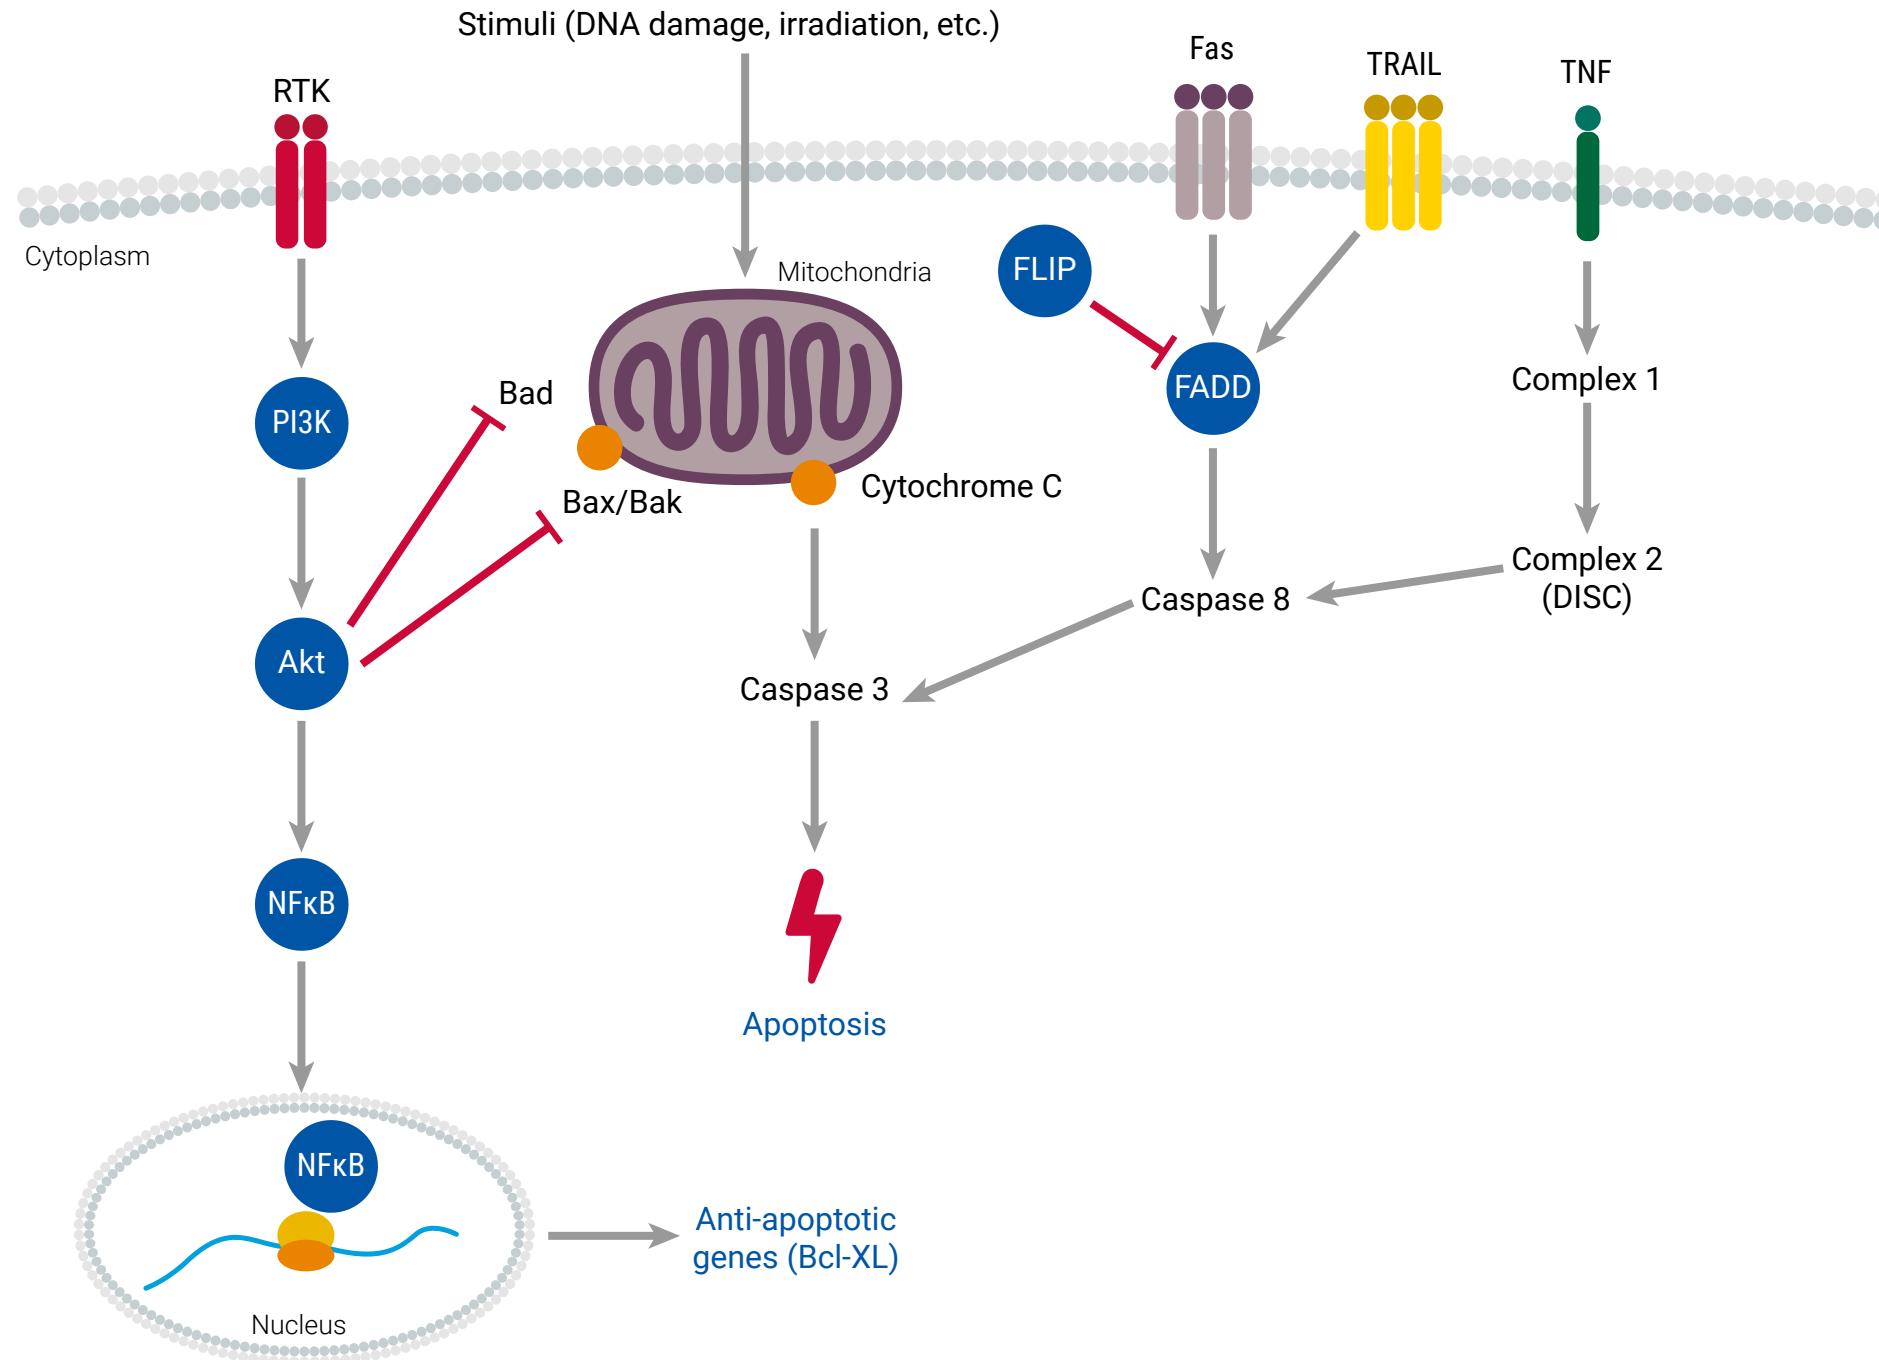 Stimuli (DNA damage, irradiation, etc.)
Fas
TRAIL
TNF
RTK
Cytoplasm
Mitochondria
FLIP
FADD
Complex 1
Bad
PI3K
Bax/Bak
Cytochrome C
Complex 2
(DISC)
Caspase 8
Akt
Caspase 3
NFκB
Apoptosis
NFκB
Anti-apoptotic
genes (Bcl-XL)
Nucleus